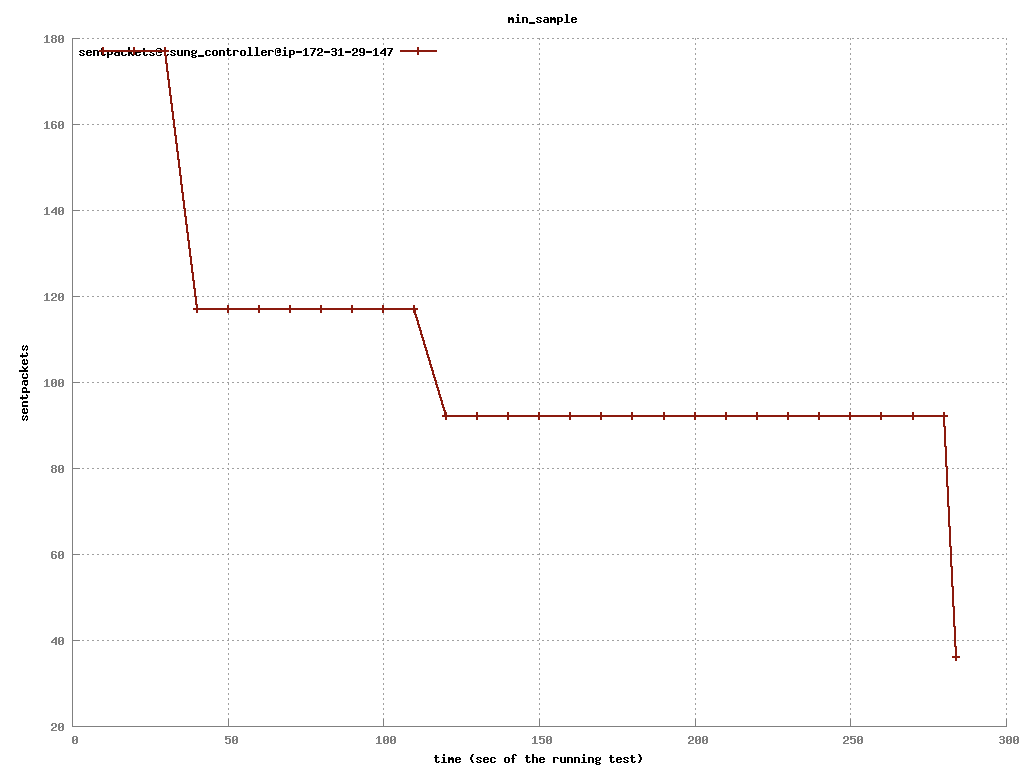 min_sample
180
sentpackets@tsung_controller@ip-172-31-29-147
160
140
120
100
80
60
40
20
sentpackets
0 50 100 150 200 250 300
time (sec of the running test)